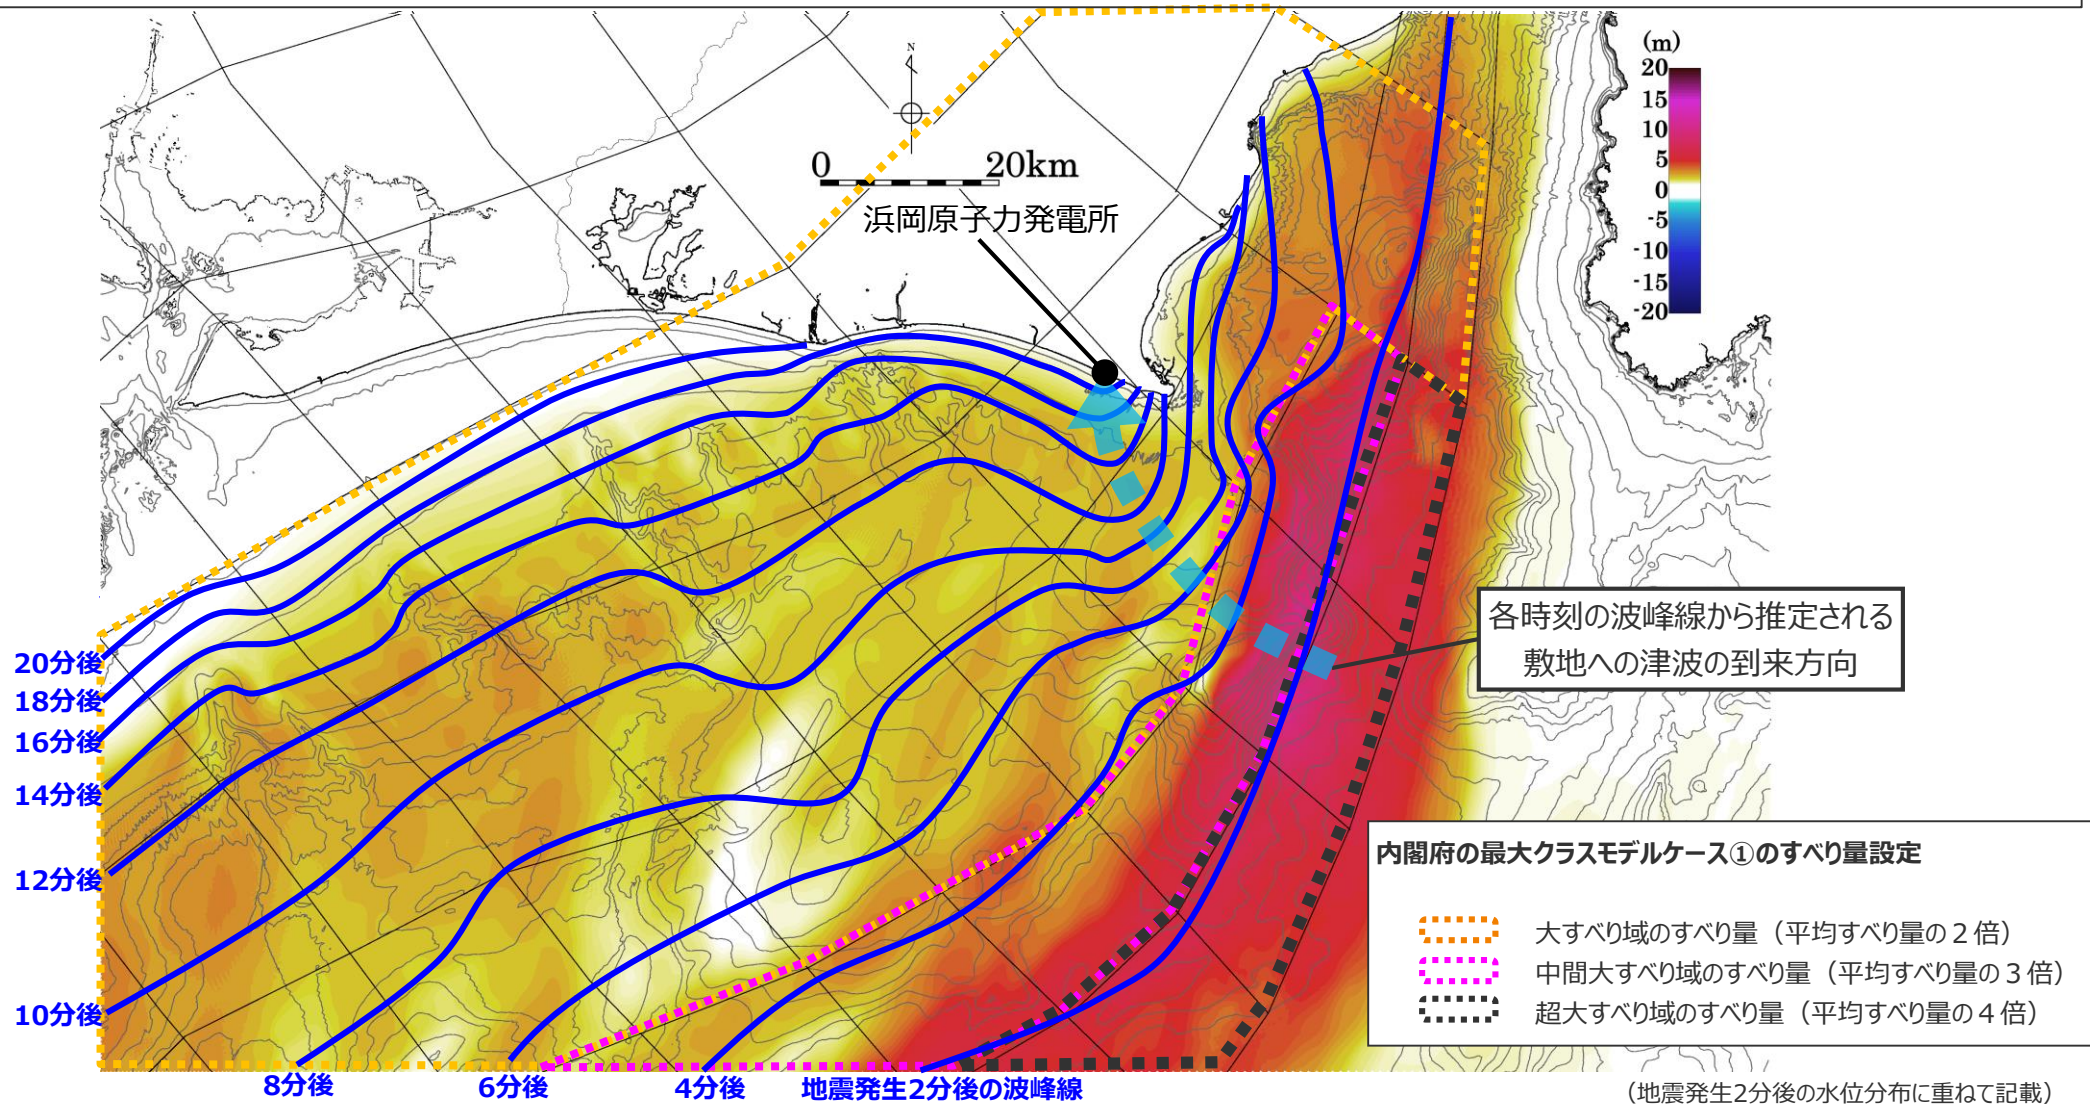 N
(m)
20
15
10
5
0
-5
-10
-15
-20
0 20km
浜岡原子力発電所
各時刻の波峰線から推定される
敷地への津波の到来方向
20分後
18分後
16分後
14分後
12分後
10分後
8分後
6分後
4分後
地震発生2分後の波峰線
内閣府の最大クラスモデルケース①のすべり量設定
大すべり域のすべり量（平均すべり量の２倍）
中間大すべり域のすべり量（平均すべり量の３倍）
超大すべり域のすべり量（平均すべり量の４倍）
（地震発生2分後の水位分布に重ねて記載）